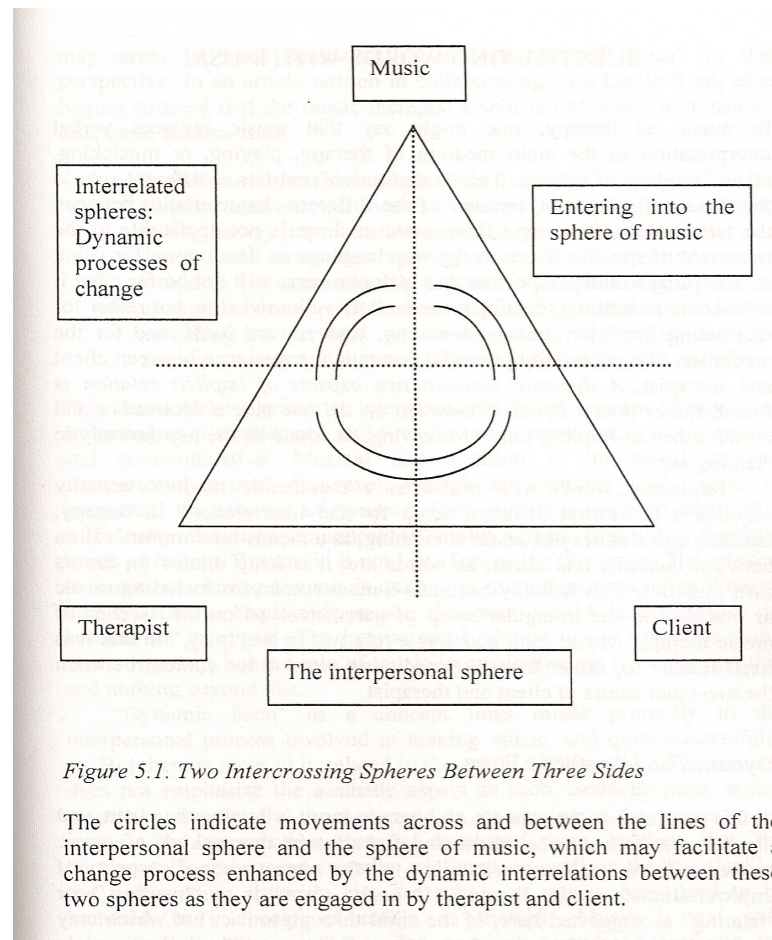 Music
Interrelated
spheres:
Dynamic
processes of
change
Entering into the
sphere of music
Therapist
Client
The interpersonal sphere
Figure 5.1. Two Intercrossing Spheres Between Three Sides
The circles indicate movements across and between the lines of the
interpersonal sphere and the sphere of music, which may facilitate a
change process enhanced by the dynamic interrelations between these
two spheres as they are engaged in by therapist and client.